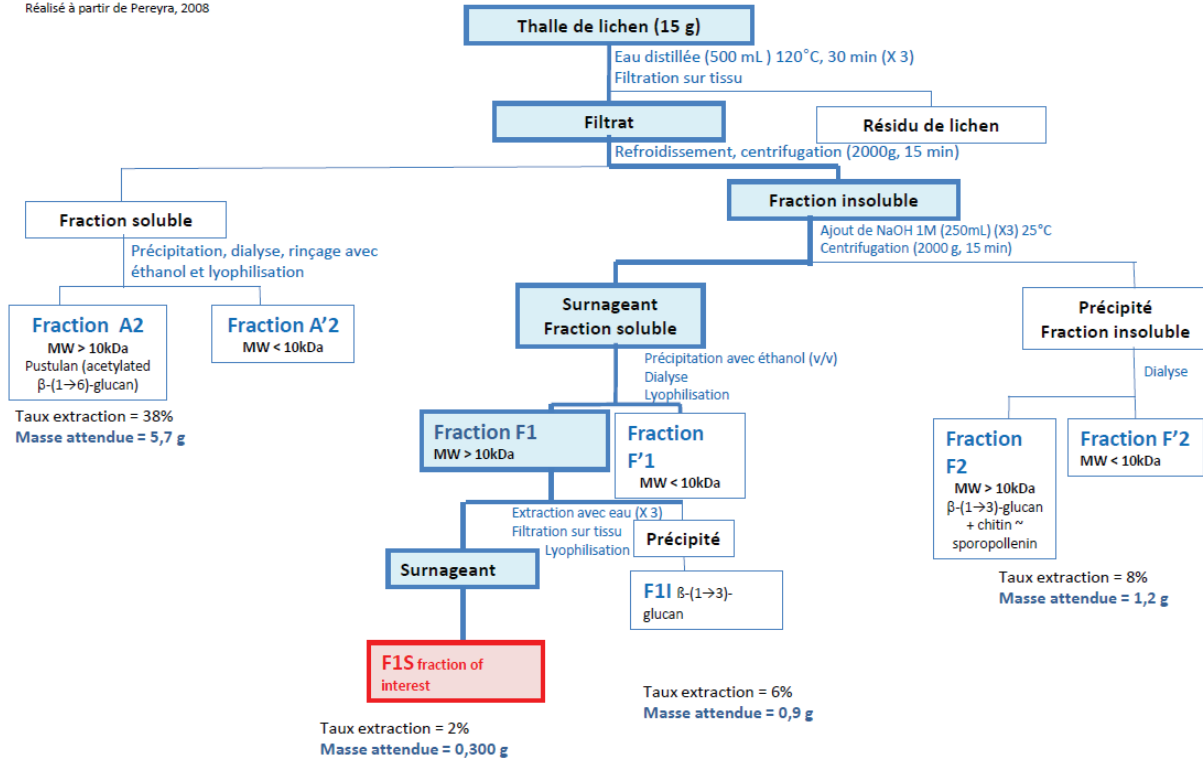 Réalisé à partir de Pereyra, 2008
Thalle de lichen (15 g)
Eau distillée (500 mL ) 120°C, 30 min (X 3)
Filtration sur tissu
Filtrat
Résidu de lichen
Refroidissement, centrifugation (2000g, 15 min)
Fraction soluble
Fraction insoluble
Précipitation, dialyse, rinçage avec
éthanol et lyophilisation
Ajout de NaOH 1M (250mL) (X3) 25°C
Centrifugation (2000 g, 15 min)
Fraction A2
MW > 10kDa
Pustulan (acetylated
β-(1→6)-glucan)
Fraction A'2
MW < 10kDa
Taux extraction = 38%
Masse attendue = 5,7 g
Surnageant
Fraction soluble
Précipité
Fraction insoluble
Précipitation avec éthanol (v/v)
Dialyse
Lyophilisation
Dialyse
Fraction F1
MW > 10kDa
Fraction
F'1
MW < 10kDa
Fraction
F2
MW > 10kDa
β-(1→3)-glucan
+ chitin ~
sporopollenin
Fraction F'2
MW < 10kDa
Taux extraction = 8%
Masse attendue = 1,2 g
Extraction avec eau (X 3)
Filtration sur tissu
Lyophilisation
Surnageant
Précipité
F1I ß-(1→3)-
glucan
F1S fraction of
interest
Taux extraction = 6%
Masse attendue = 0,9 g
Taux extraction = 2%
Masse attendue = 0,300 g